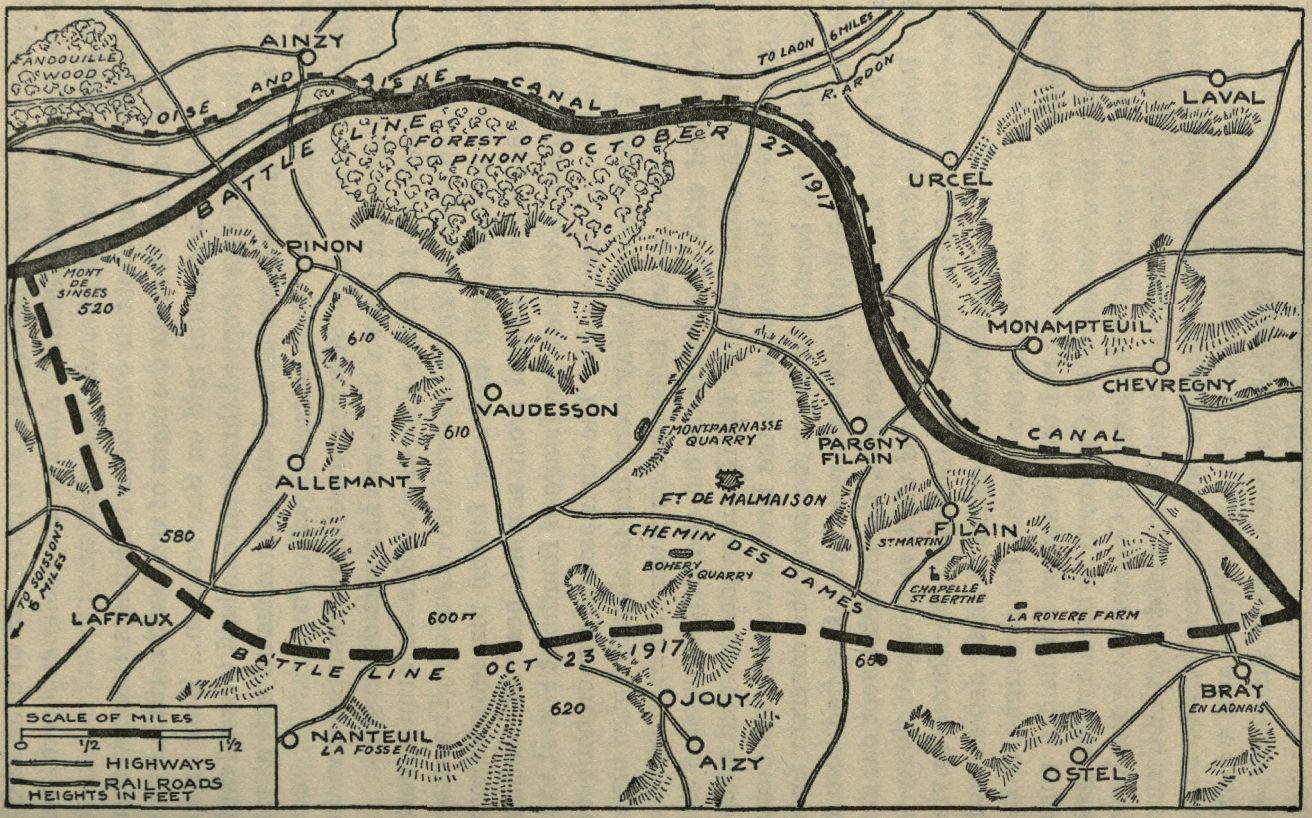 AINZY
ANDOUILLE
WOOD
OISE AND AISNE CANAL
TO LAON 6 MILES
R. ARDON
LAVAL
URCEL
BATTLE LINE OF OCTOBER 27 1917
FOREST OF
PINON
PINON
MONT
DE
SINGES
520
610
MONAMPTEUIL
CHEVREGNY
VAUDESSON
610
MONTPARNASSE
QUARRY
PARGNY
FILAIN
CANAL
ALLEMANT
FT DE MALMAISON
FILAIN
580
CHEMIN DES DAMES
ST MARTIN
BOHERY
QUARRY
CHAPELLE
ST BERTHE
TO SOISSONS
6 MILES
LAFFAUX
600 FT
LA ROYERE FARM
BATTLE LINE OCT 23 1917
65
BRAY
EN LAONAIS
JOUY
620
NANTEUIL
LA FOSSE
AIZY
OSTEL
SCALE OF MILES
0 1/2 1 1 1/2
HIGHWAYS
RAILROADS
HEIGHTS IN FEET